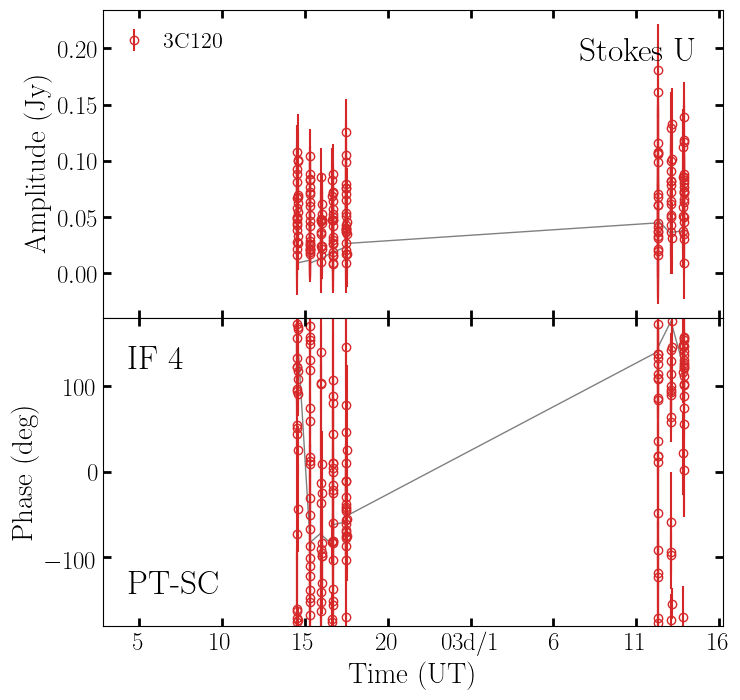 3C120
Stokes U
0.20
0.15
0.10
0.05
0.00
Amplitude (Jy)
IF 4
100
0
−100
Phase (deg)
PT-SC
5 10 15 20 03d/1 6 11 16
Time (UT)